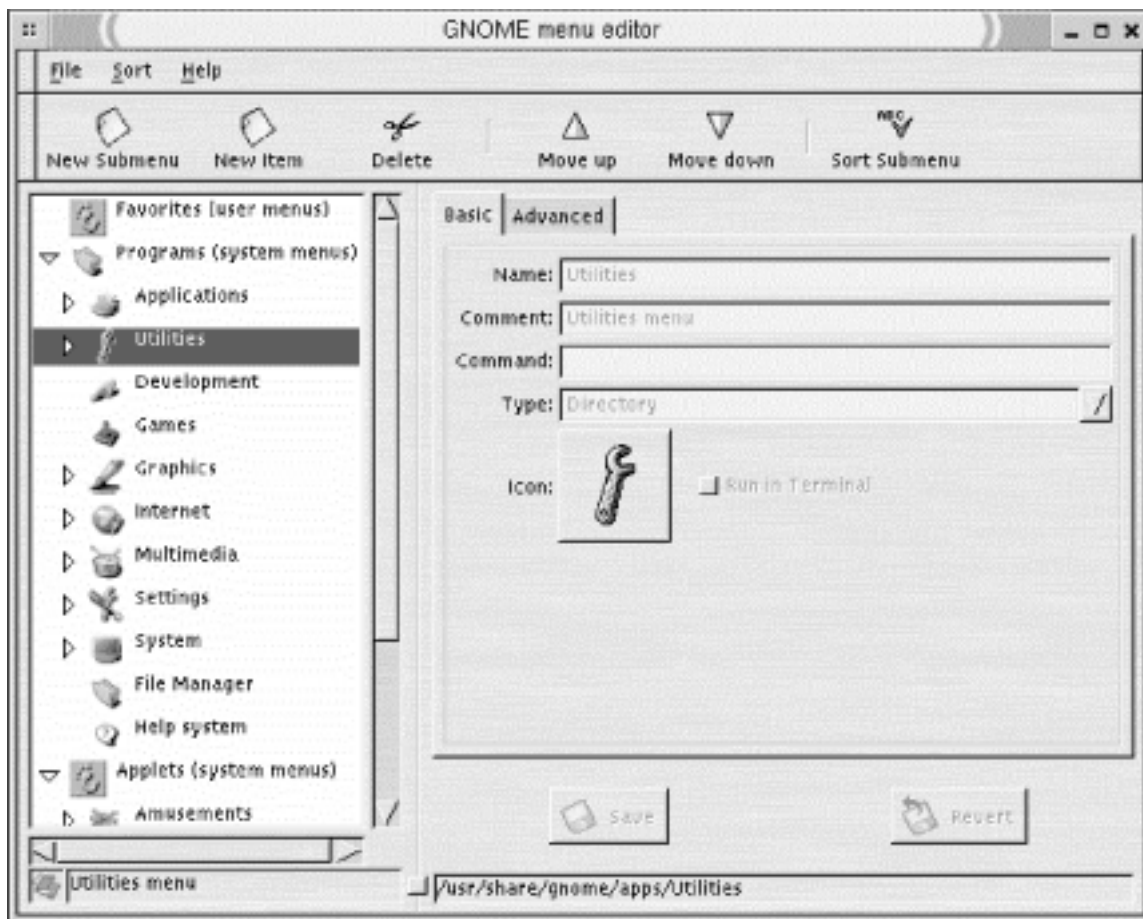 GNOME menu editor
File Sort Help
New Submenu New Item Delete Move up Move down ABC Sort Submenu
Favorites (user menus)
Programs (system menus)
Applications
Utilities
Development
Games
Graphics
Internet
Multimedia
Settings
System
File Manager
Help system
Applets (system menus)
Amusements
Basic Advanced
Name: Utilities
Comment: Utilities menu
Command:
Type: Directory
Icon: Run in Terminal
Save Revert
Utilities menu /usr/share/gnome/apps/Utilities